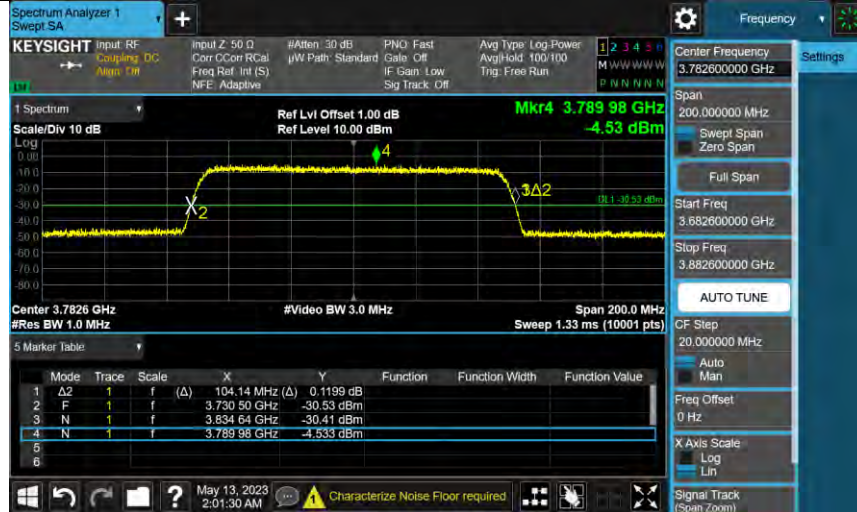 Spectrum Analyzer 1
Swept SA
+
Frequency
KEYSIGHT
Input: RF
Coupling: DC
Align: Off
Input Z: 50 Ω
Corr CCorr RCal
Freq Ref: Int (S)
NFE: Adaptive
#Atten: 30 dB
µW Path: Standard
PNO: Fast
Gate: Off
IF Gain: Low
Sig Track: Off
Avg Type: Log-Power
Avg|Hold: 100/100
Trig: Free Run
1 2 3 4 5 6
M W W W W W
P N N N N N
Center Frequency
3.782600000 GHz
Settings
Span
200.000000 MHz
Swept Span
Zero Span
Full Span
Start Freq
3.682600000 GHz
Stop Freq
3.882600000 GHz
AUTO TUNE
CF Step
20.000000 MHz
Auto
Man
Freq Offset
0 Hz
X Axis Scale
Log
Lin
Signal Track
(Span Zoom)
1 Spectrum
Scale/Div 10 dB
Ref Lvl Offset 1.00 dB
Ref Level 10.00 dBm
Mkr4 3.789 98 GHz
-4.53 dBm
Log
0.00
-10.0
-20.0
-30.0
-40.0
-50.0
-60.0
-70.0
-80.0
4
2
3
1Δ2
DL1 -30.53 dBm
Center 3.7826 GHz
#Video BW 3.0 MHz
Span 200.0 MHz
#Res BW 1.0 MHz
Sweep 1.33 ms (10001 pts)
5 Marker Table
Mode Trace Scale X Y Function Function Width Function Value
1 Δ2 1 f (Δ) 104.14 MHz (Δ) 0.1199 dB
2 F 1 f 3.730 50 GHz -30.53 dBm
3 N 1 f 3.834 64 GHz -30.41 dBm
4 N 1 f 3.789 98 GHz -4.533 dBm
5
6
?
May 13, 2023
2:01:30 AM
Characterize Noise Floor required